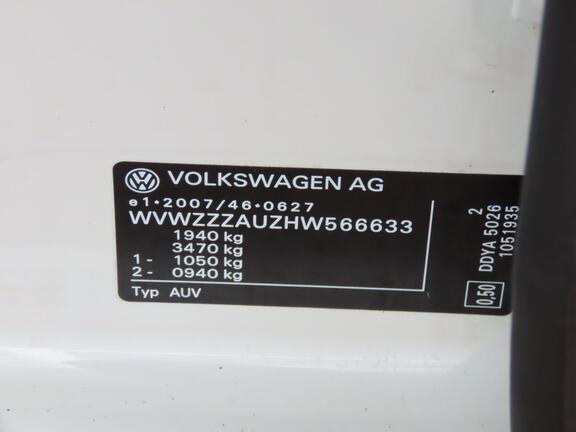 VOLKSWAGEN AG
e1•2007/46•0627
WVWZZZAUZHW566633
1940 kg
3470 kg
1 - 1050 kg
2 - 0940 kg
Typ AUV
2
DDYA 5026
1051935
0,50